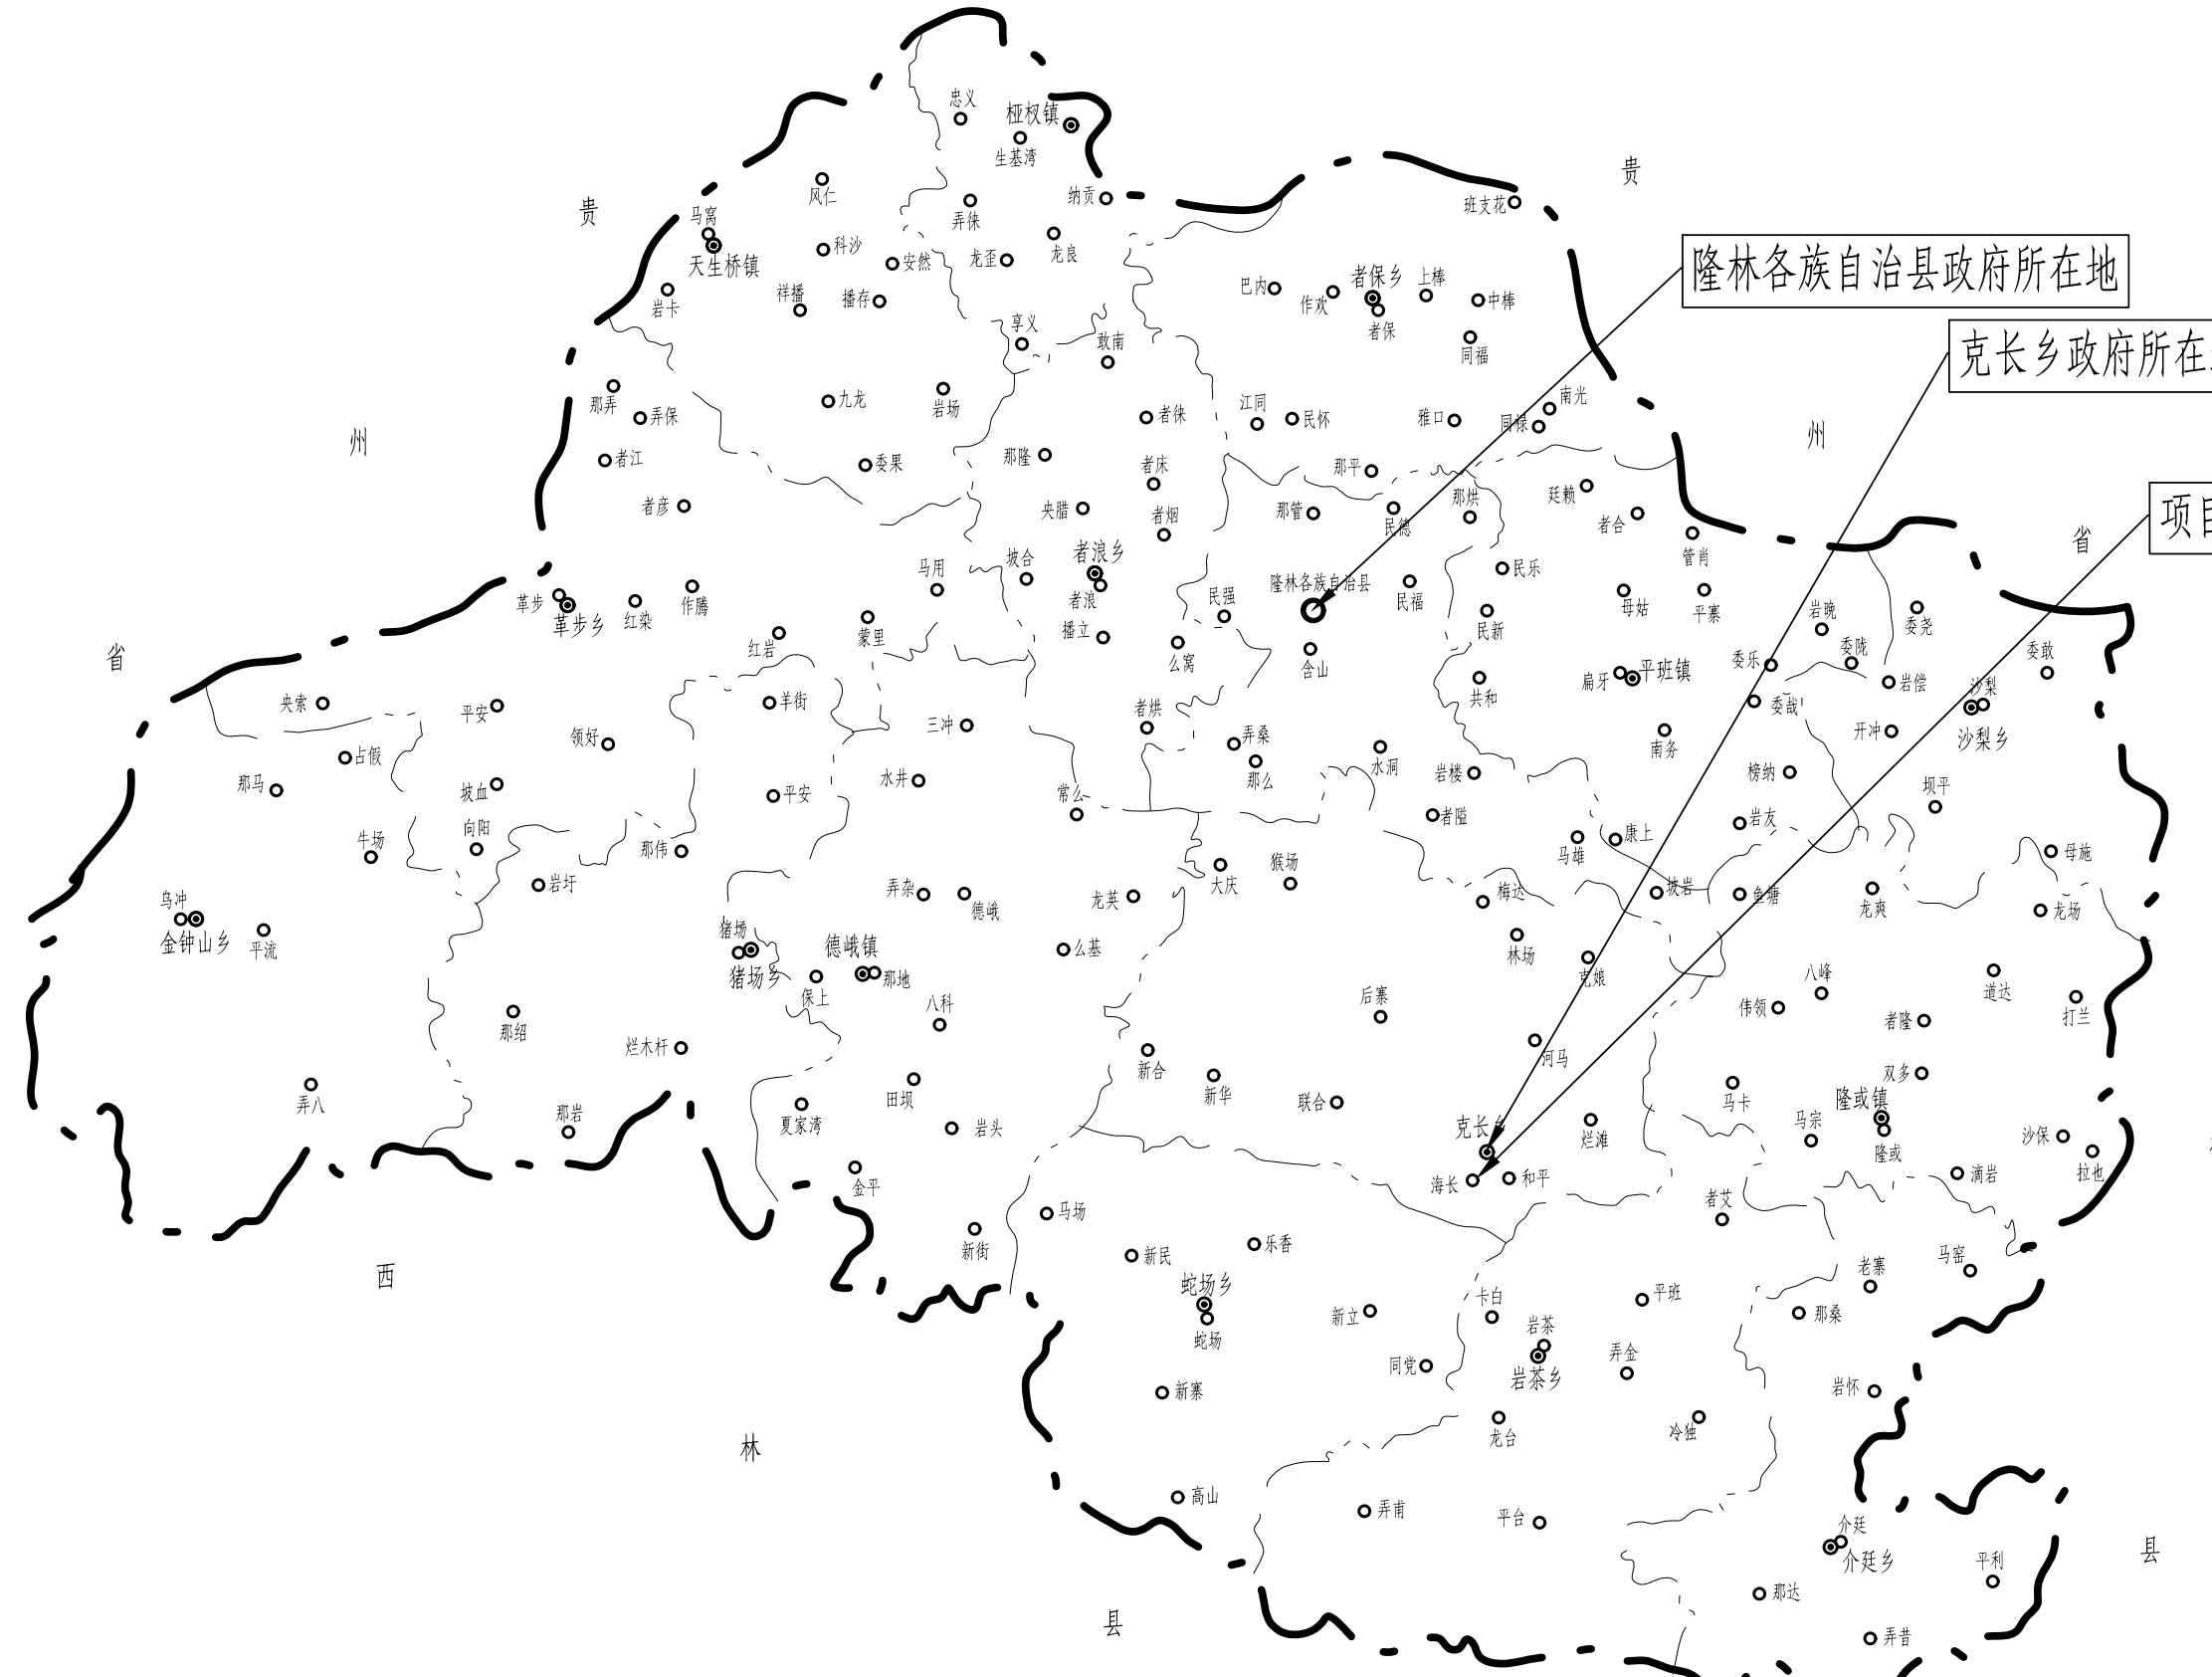 忠义
桠杈镇
生基湾
贵
贵
风仁
纳贡
班支花
马窝
弄徕
天生桥镇
科沙
安然
龙歪
龙良
隆林各族自治县政府所在地
岩卡
祥播
播存
巴内
作欢
者保乡
上棒
中棒
者保
享义
敢南
同福
克长乡政府所在
那弄
弄保
九龙
岩场
者徕
江同
民怀
雅口
同禄
南光
州
州
者江
委果
那隆
者床
那平
者彦
央腊
者烟
那管
民德
那烘
廷赖
者合
项目
管肖
省
马用
坡合
者浪乡
者浪
隆林各族自治县
民福
民乐
革步
革步乡
红染
作腾
民强
母姑
平寨
岩晚
委尧
红岩
蒙里
播立
么窝
含山
民新
省
委陇
委乐
委敢
扁牙
平班镇
岩偿
沙梨
央索
平安
羊街
三冲
者烘
共和
委哉
沙梨乡
占假
领好
弄桑
水洞
南务
开冲
那马
坡血
平安
水井
常么
那么
岩楼
榜纳
坝平
牛场
向阳
那伟
者隘
岩友
马雄
康上
母施
岩圩
弄杂
德峨
龙英
大庆
猴场
梅达
坡岩
鱼塘
龙爽
龙场
乌冲
金钟山乡
平流
猪场
猪场乡
德峨镇
那地
保上
么基
林场
克娘
八峰
道达
八科
后寨
伟领
打兰
那绍
烂木杆
者隆
新合
河马
弄八
田坝
新华
联合
双多
马卡
隆或镇
那岩
夏家湾
岩头
克长乡
烂滩
马宗
隆或
沙保
拉也
金平
海长
和平
滴岩
马场
者艾
新街
新民
乐香
马窑
西
老寨
蛇场乡
蛇场
新立
卡白
平班
那桑
岩茶
岩茶乡
同党
弄金
新寨
岩怀
林
龙台
冷独
高山
弄甫
平台
介廷
介廷乡
平利
县
那达
县
弄昔